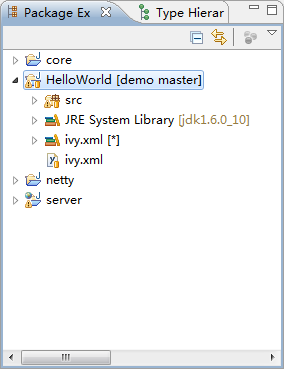 Package Ex Type Hierar
core
HelloWorld [demo master]
src
JRE System Library [jdk1.6.0_10]
ivy.xml [*]
ivy.xml
netty
server